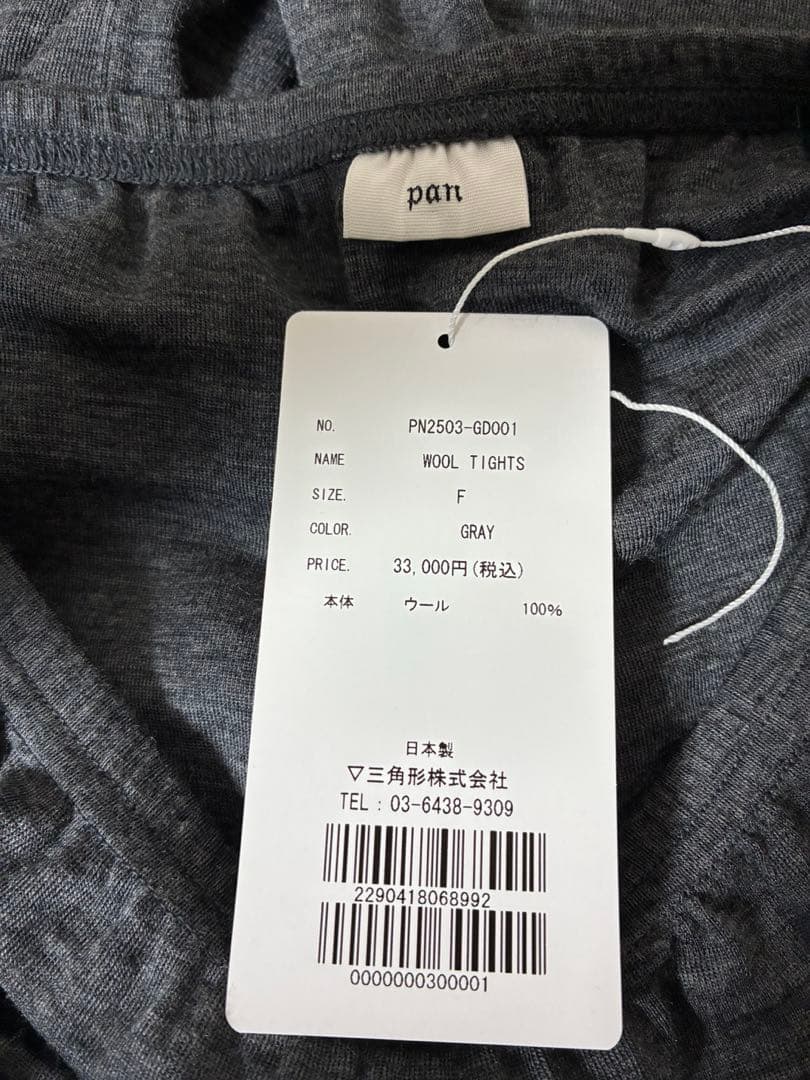 pan
NO. PN2503-GD001
NAME WOOL TIGHTS
SIZE. F
COLOR. GRAY
PRICE. 33,000円(税込)
本体 ウール 100%
日本製
▽三角形株式会社
TEL : 03-6438-9309
2290418068992
0000000300001